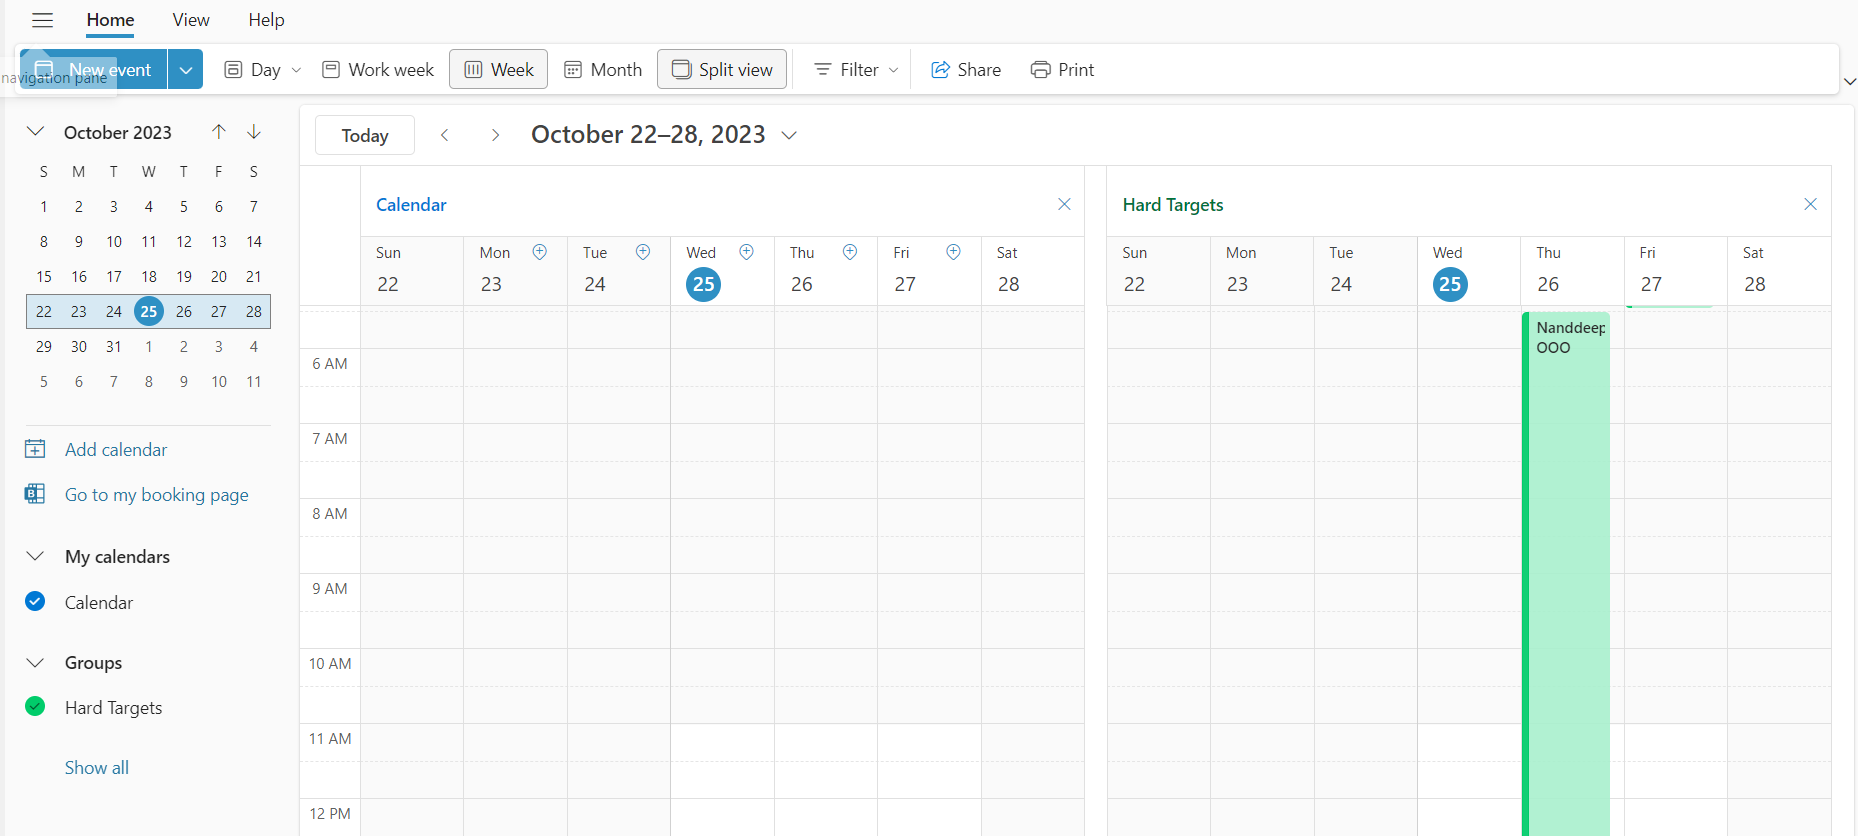 Home View Help
New event Day Work week Week Month Split view Filter Share Print
navigation pane
October 2023
S M T W T F S
1 2 3 4 5 6 7
8 9 10 11 12 13 14
15 16 17 18 19 20 21
22 23 24 25 26 27 28
29 30 31 1 2 3 4
5 6 7 8 9 10 11
Add calendar
Go to my booking page
My calendars
Calendar
Groups
Hard Targets
Show all
Today October 22–28, 2023
Calendar
Sun Mon Tue Wed Thu Fri Sat
22 23 24 25 26 27 28
Hard Targets
Sun Mon Tue Wed Thu Fri Sat
22 23 24 25 26 27 28
6 AM
7 AM
8 AM
9 AM
10 AM
11 AM
12 PM
Nanddeep
OOO